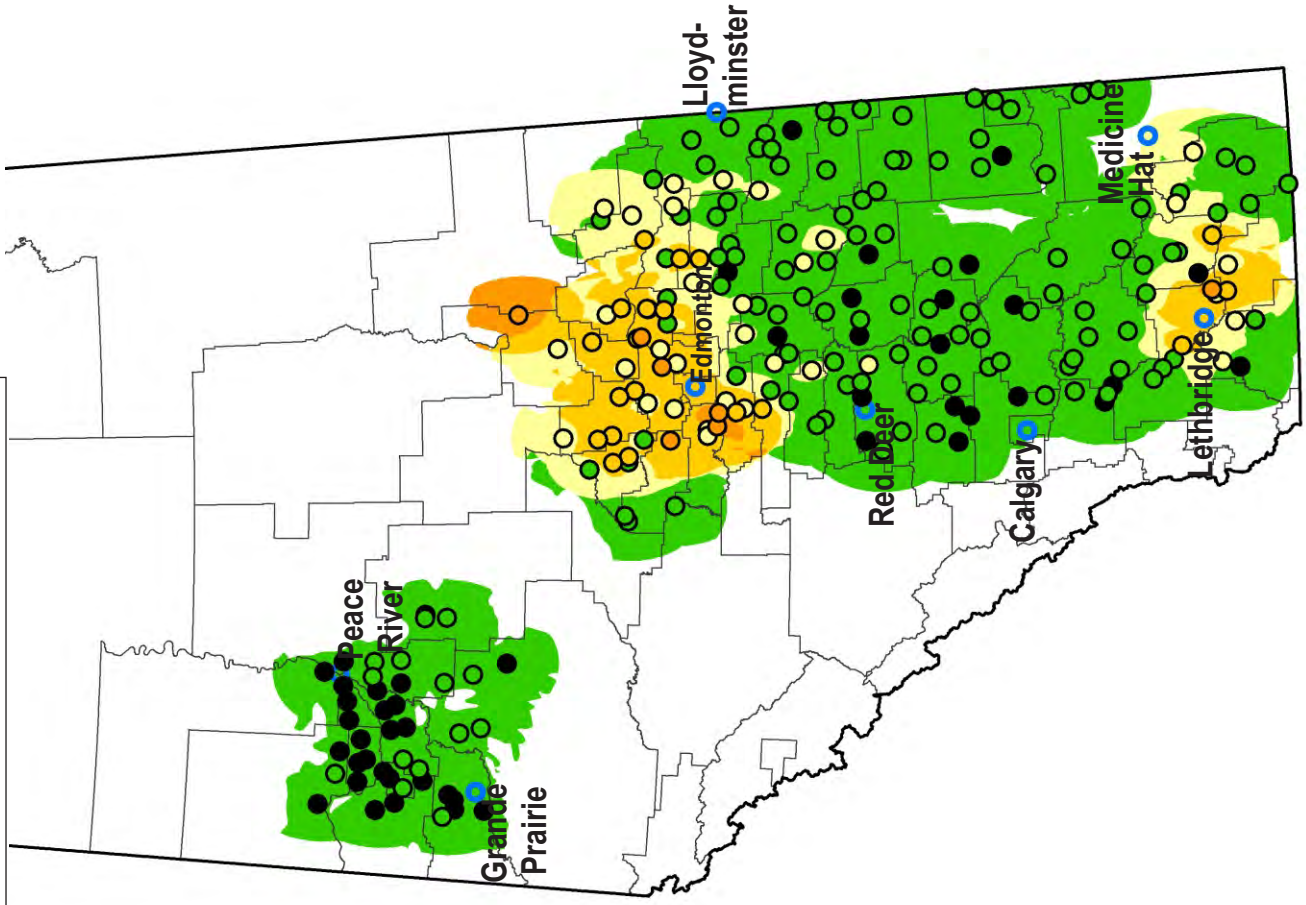 Peace
River
Grande
Prairie
Lloyd-
minster
Edmonton
Red Deer
Calgary
Medicine
Hat
Lethbridge